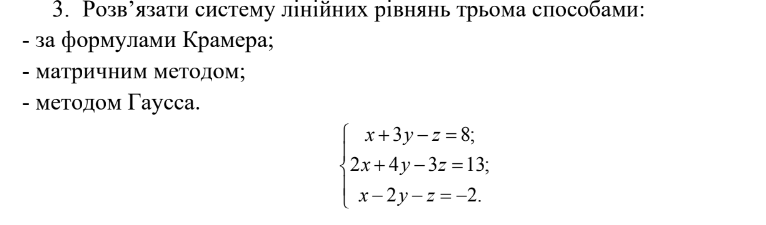 3. Розв’язати систему лінійних рівнянь трьома способами:
- за формулами Крамера;
- матричним методом;
- методом Гаусса.
x + 3y − z = 8;
2x + 4y − 3z = 13;
x − 2y − z = −2.